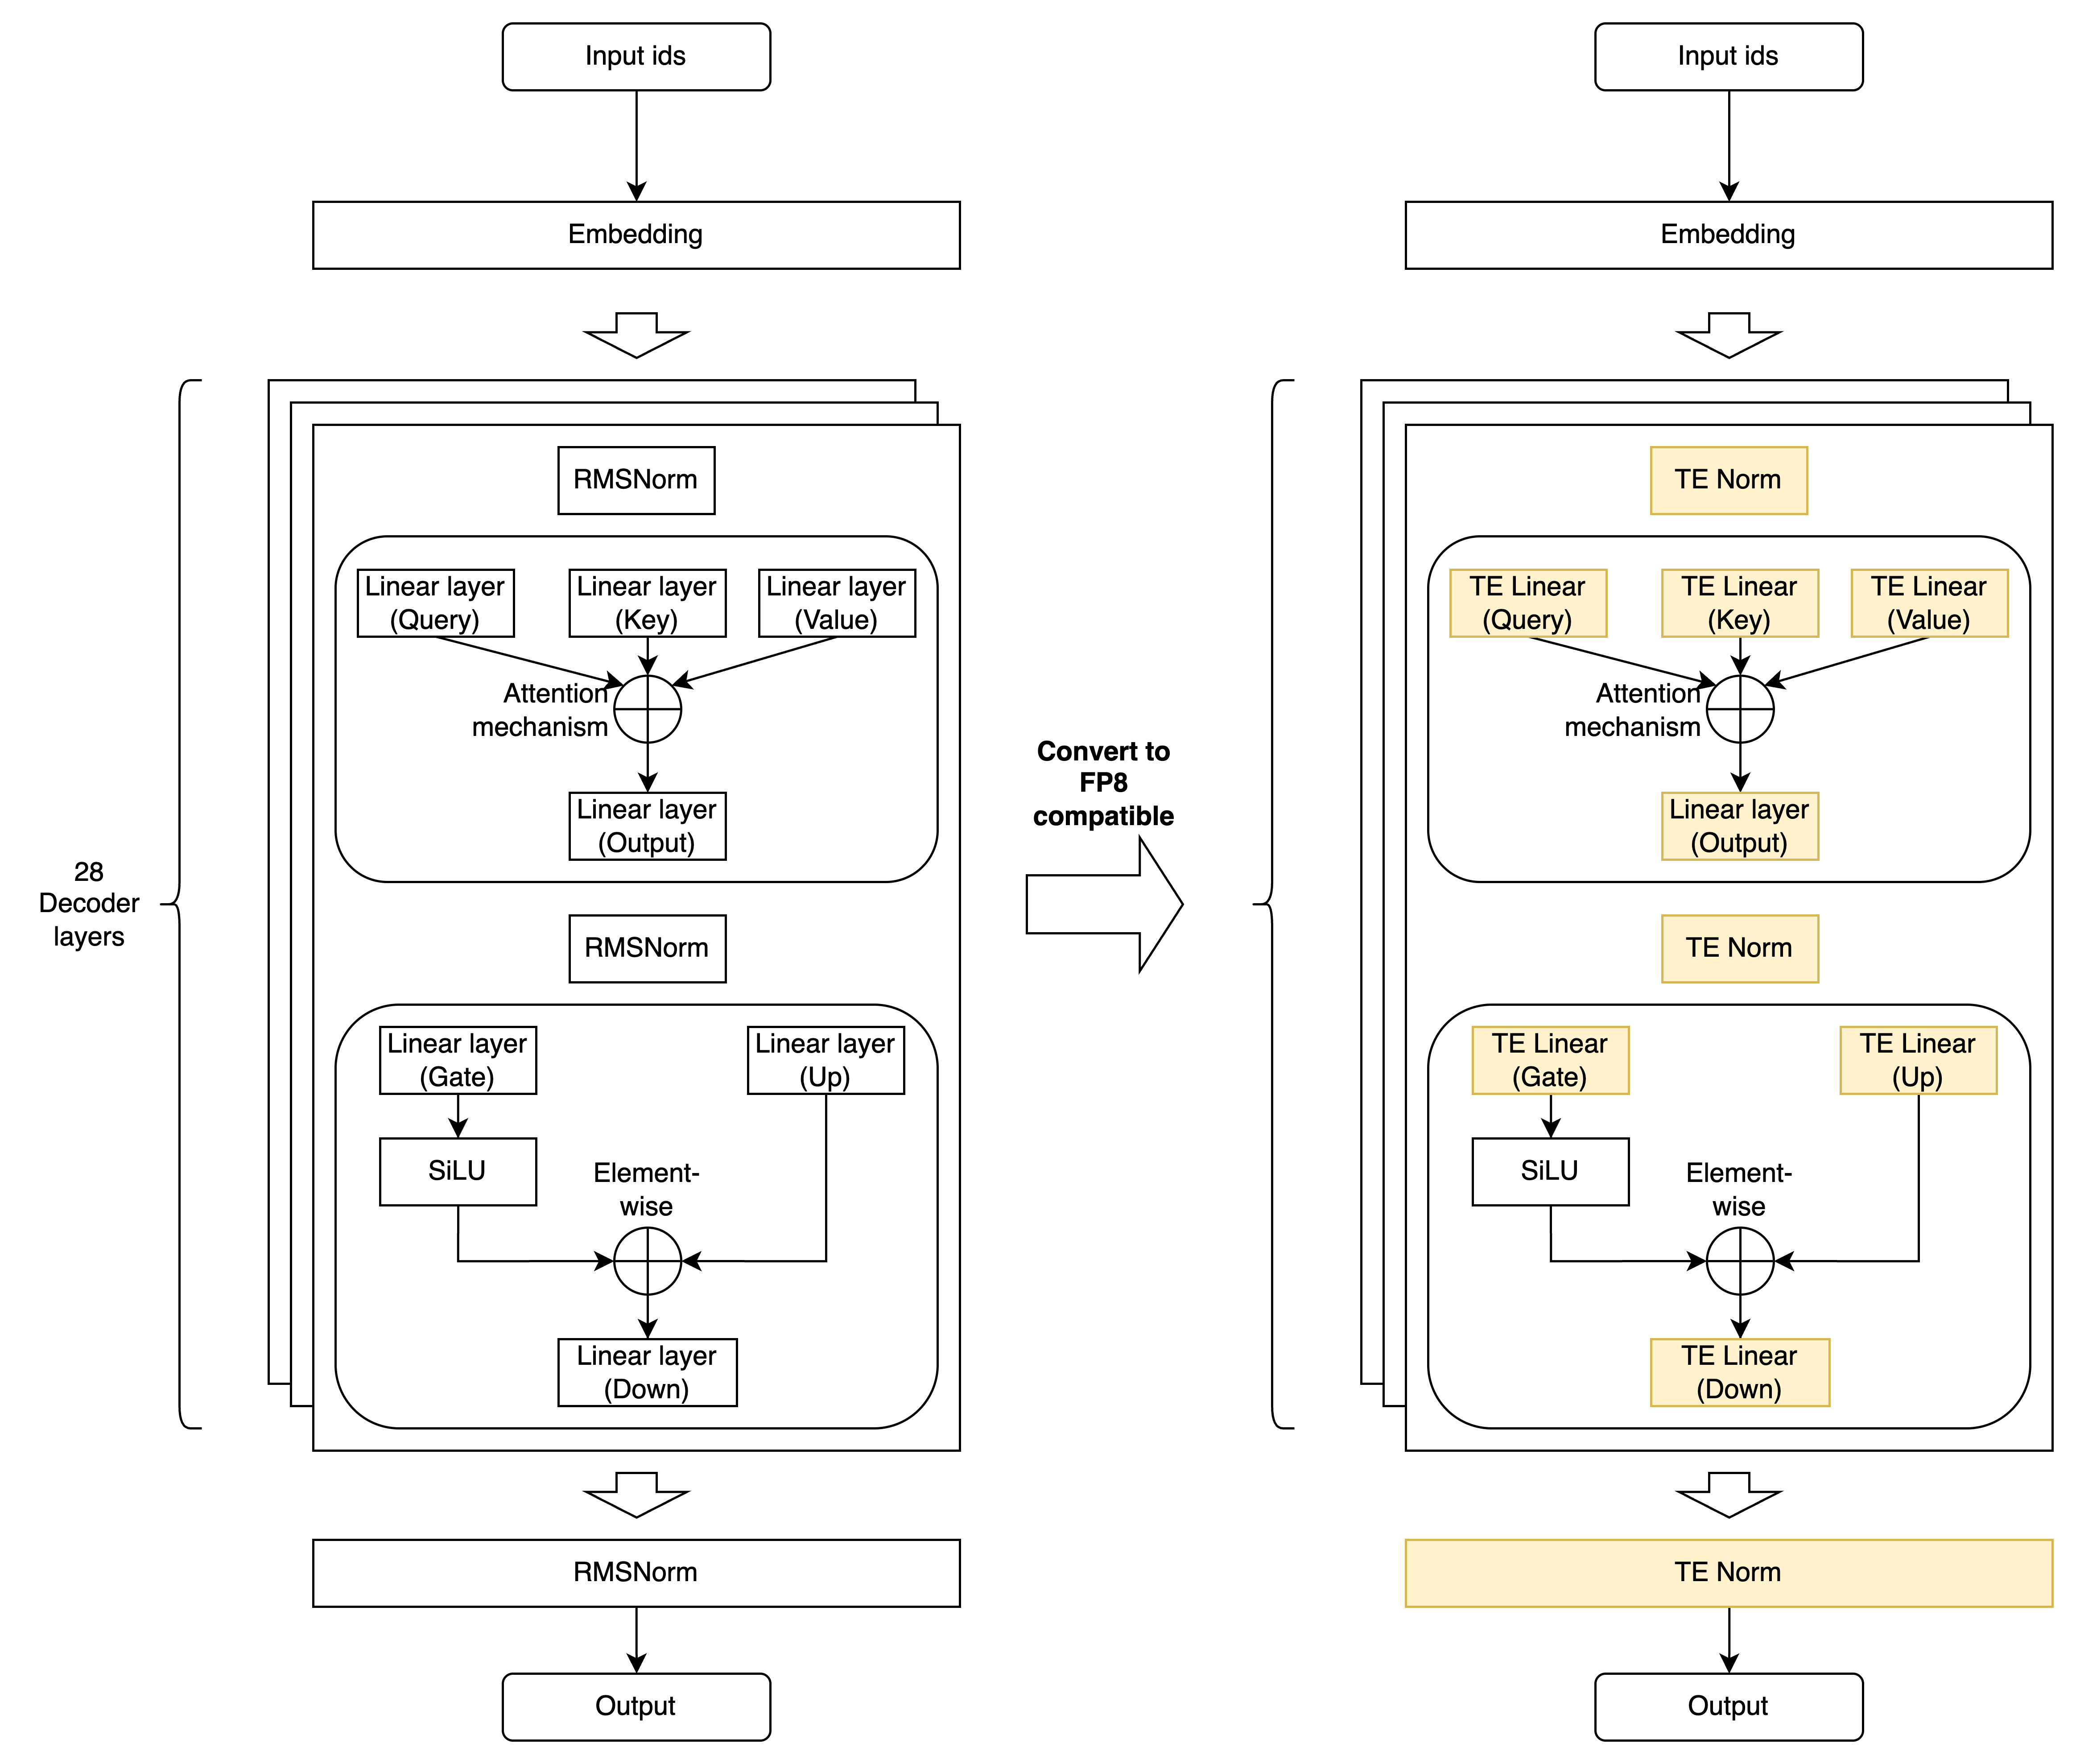 Input ids
Embedding
28
Decoder
layers
RMSNorm
Linear layer
(Query)
Linear layer
(Key)
Linear layer
(Value)
Attention
mechanism
Linear layer
(Output)
RMSNorm
Linear layer
(Gate)
Linear layer
(Up)
SiLU
Element-
wise
Linear layer
(Down)
RMSNorm
Output
Convert to
FP8
compatible
Input ids
Embedding
TE Norm
TE Linear
(Query)
TE Linear
(Key)
TE Linear
(Value)
Attention
mechanism
Linear layer
(Output)
TE Norm
TE Linear
(Gate)
TE Linear
(Up)
SiLU
Element-
wise
TE Linear
(Down)
TE Norm
Output